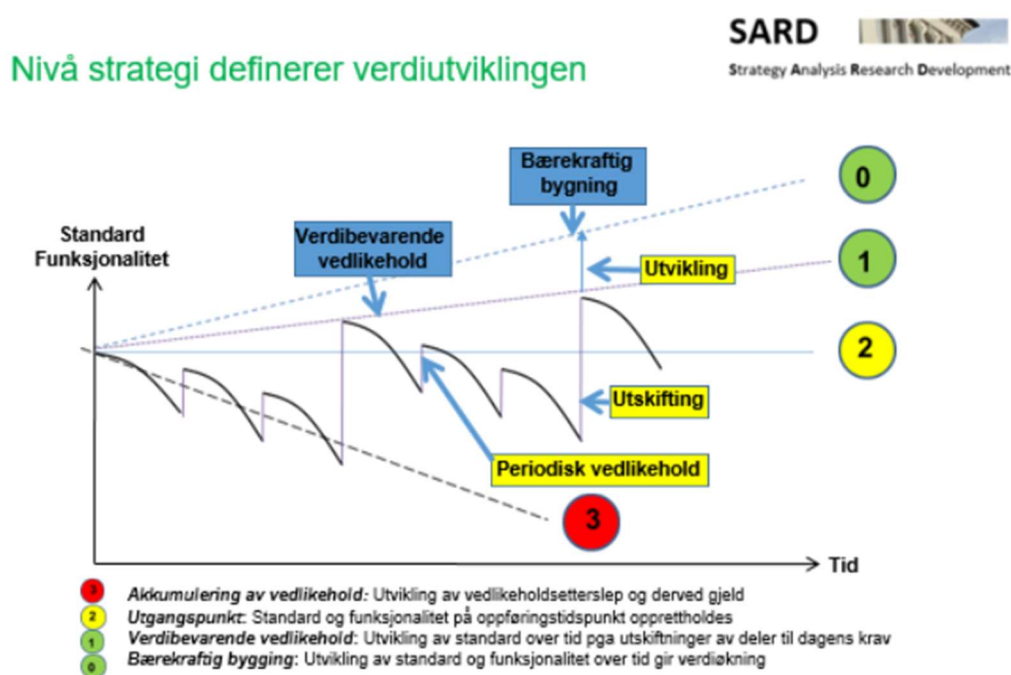 SARD
Strategy Analysis Research Development
Nivå strategi definerer verdiutviklingen
Bærekraftig
bygning
0
Standard
Funksjonalitet
Verdibevarende
vedlikehold
1
Utvikling
2
Utskifting
Periodisk vedlikehold
3
Tid
3 Akkumulering av vedlikehold: Utvikling av vedlikeholdsetterslep og derved gjeld
2 Utgangspunkt: Standard og funksjonalitet på oppføringstidspunkt opprettholdes
1 Verdibevarende vedlikehold: Utvikling av standard over tid pga utskiftninger av deler til dagens krav
0 Bærekraftig bygging: Utvikling av standard og funksjonalitet over tid gir verdiøkning